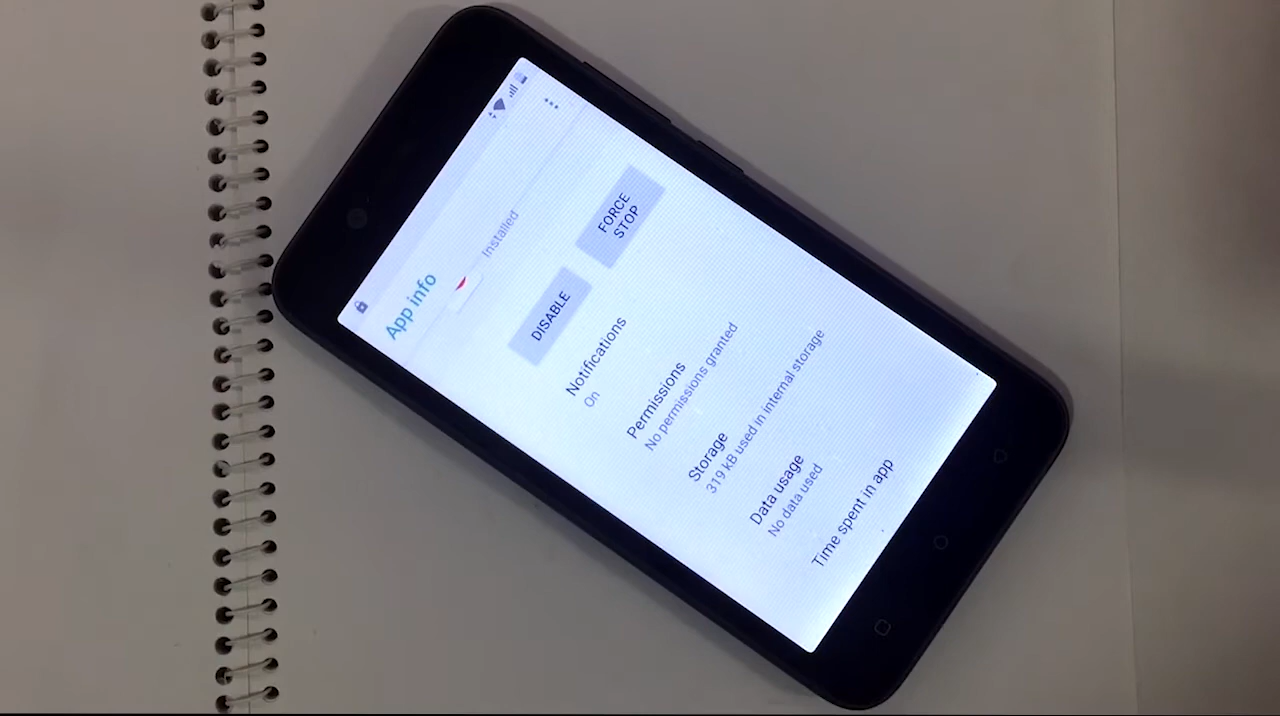 App info
Installed
DISABLE
FORCE
STOP
Notifications
On
Permissions
No permissions granted
Storage
319 kB used in internal storage
Data usage
No data used
Time spent in app